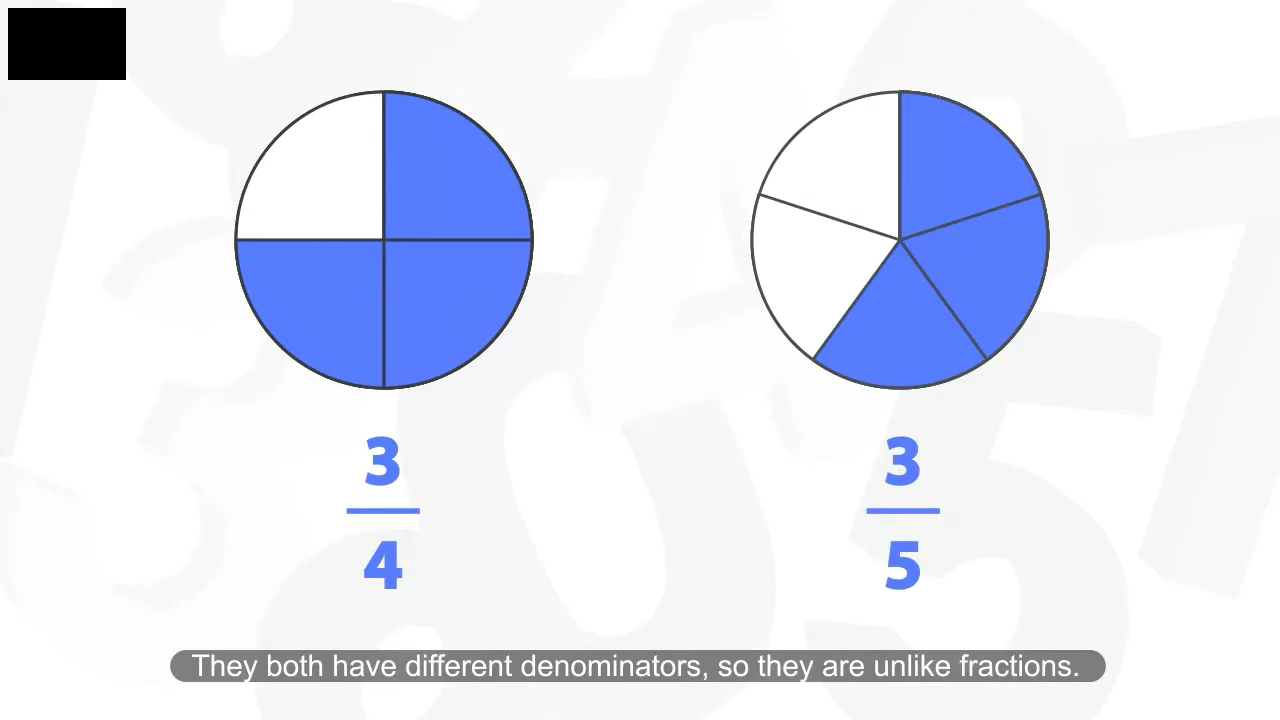 3 3
4 5
They both have different denominators, so they are unlike fractions.